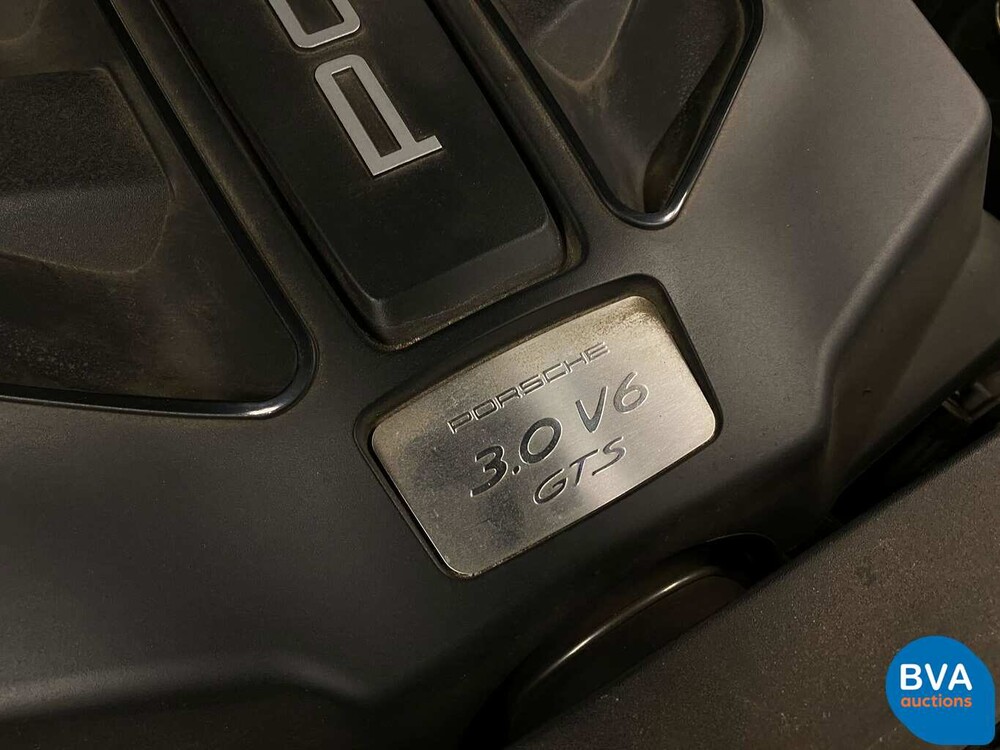 PORSCHE
3.0 V6
GTS
BVA
auctions